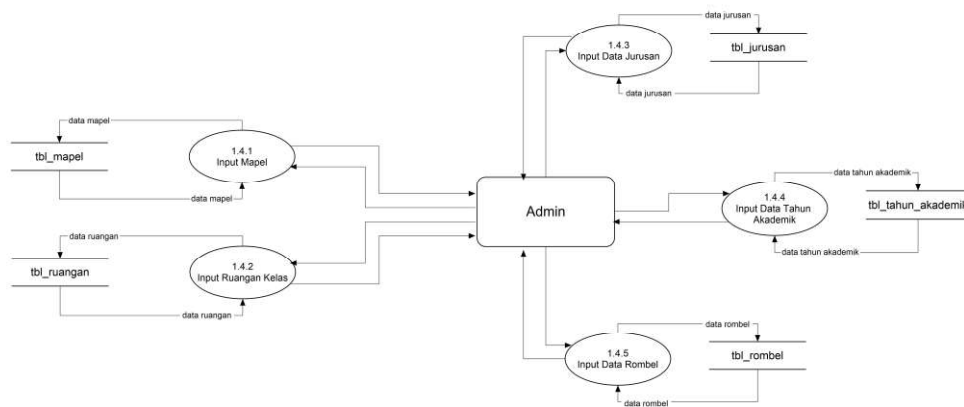 data jurusan
1.4.3
Input Data Jurusan
tbl_jurusan
data jurusan
data mapel
tbl_mapel
1.4.1
Input Mapel
data mapel
Admin
data tahun akademik
1.4.4
Input Data Tahun
Akademik
tbl_tahun_akademik
data tahun akademik
data ruangan
tbl_ruangan
1.4.2
Input Ruangan Kelas
data ruangan
data rombel
1.4.5
Input Data Rombel
tbl_rombel
data rombel